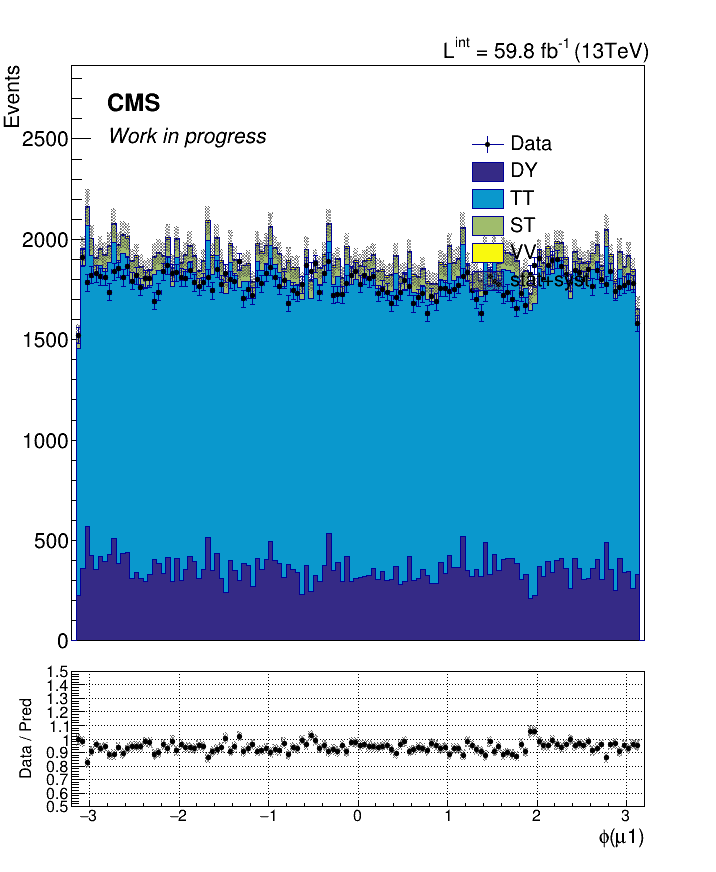 L^int = 59.8 fb^-1 (13TeV)
Events
CMS
Work in progress
Data
DY
TT
ST
VV
stat+syst
2500
2000
1500
1000
500
0
Data / Pred
1.5
1.4
1.3
1.2
1.1
1
0.9
0.8
0.7
0.6
0.5
−3 −2 −1 0 1 2 3
ϕ(μ1)